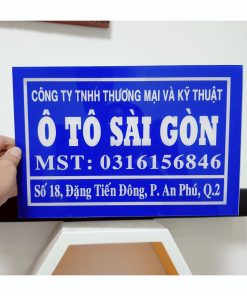 CÔNG TY TNHH THƯƠNG MẠI VÀ KỸ THUẬT
Ô TÔ SÀI GÒN
MST: 0316156846
Số 18, Đặng Tiến Đông, P. An Phú, Q.2